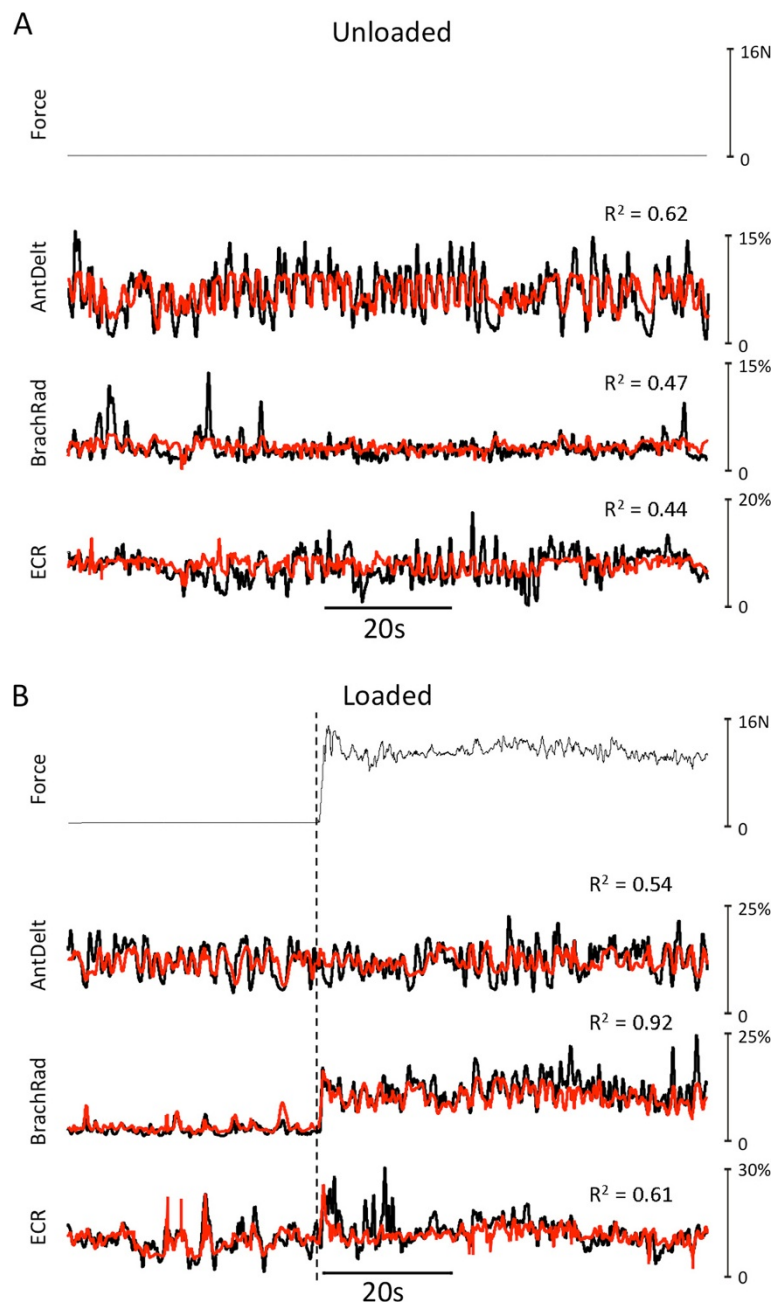 A
Unloaded
16N
Force
0
R² = 0.62
15%
AntDelt
0
15%
R² = 0.47
BrachRad
0
20%
R² = 0.44
ECR
0
20s
B
Loaded
16N
Force
0
R² = 0.54
25%
AntDelt
0
R² = 0.92
25%
BrachRad
0
30%
R² = 0.61
ECR
0
20s